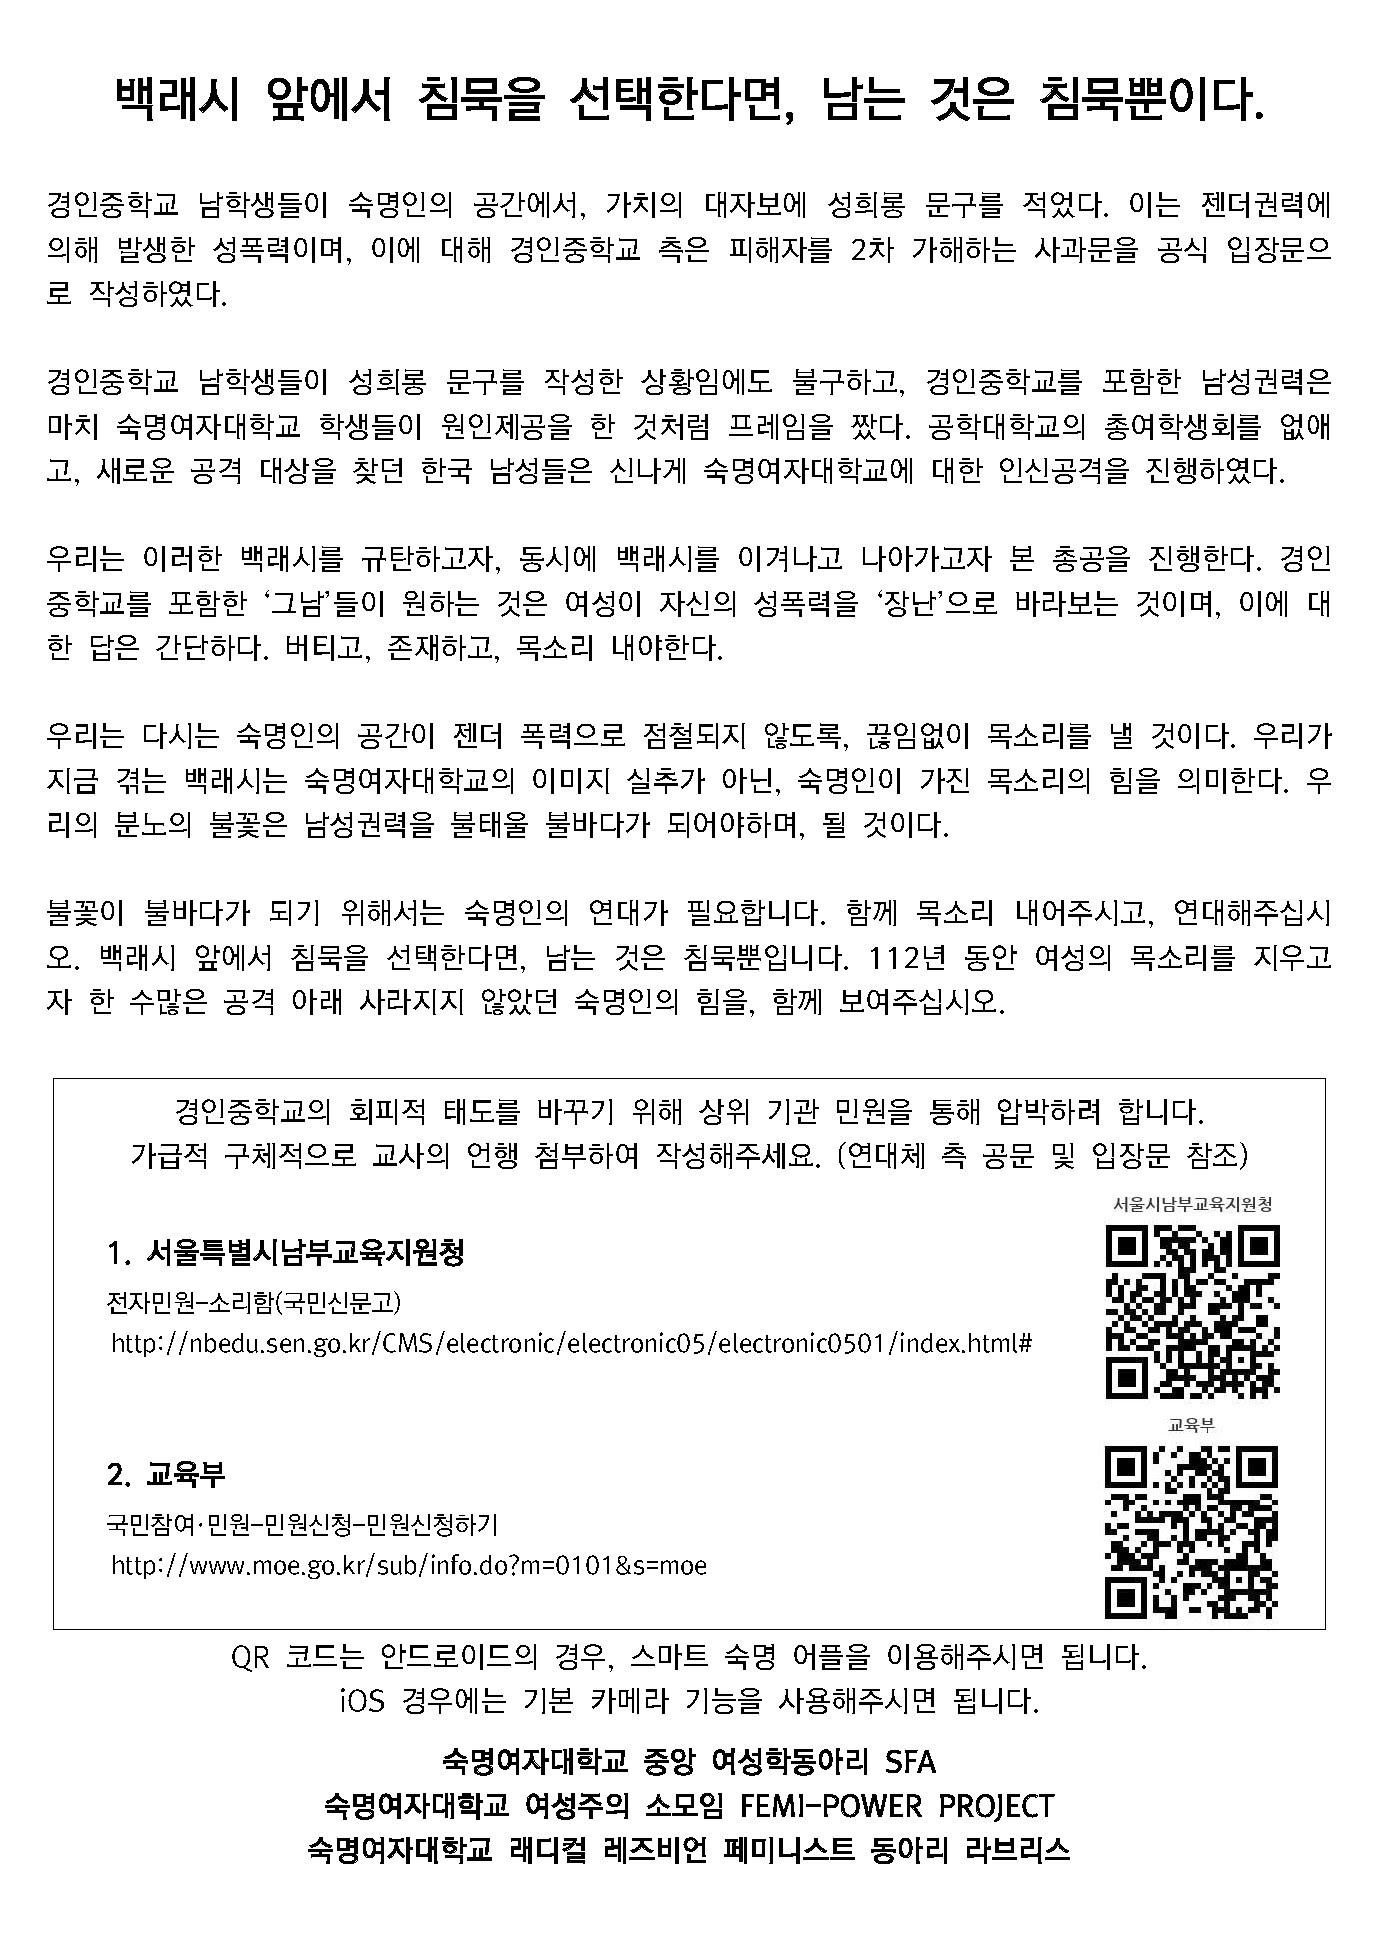 백래시 앞에서 침묵을 선택한다면, 남는 것은 침묵뿐이다.
경인중학교 남학생들이 숙명인의 공간에서, 가치의 대자보에 성희롱 문구를 적었다. 이는 젠더권력에
의해 발생한 성폭력이며, 이에 대해 경인중학교 측은 피해자를 2차 가해하는 사과문을 공식 입장문으
로 작성하였다.
경인중학교 남학생들이 성희롱 문구를 작성한 상황임에도 불구하고, 경인중학교를 포함한 남성권력은
마치 숙명여자대학교 학생들이 원인제공을 한 것처럼 프레임을 짰다. 공학대학교의 총여학생회를 없애
고, 새로운 공격 대상을 찾던 한국 남성들은 신나게 숙명여자대학교에 대한 인신공격을 진행하였다.
우리는 이러한 백래시를 규탄하고자, 동시에 백래시를 이겨나고 나아가고자 본 총공을 진행한다. 경인
중학교를 포함한 ‘그남’들이 원하는 것은 여성이 자신의 성폭력을 ‘장난’으로 바라보는 것이며, 이에 대
한 답은 간단하다. 버티고, 존재하고, 목소리 내야한다.
우리는 다시는 숙명인의 공간이 젠더 폭력으로 점철되지 않도록, 끊임없이 목소리를 낼 것이다. 우리가
지금 겪는 백래시는 숙명여자대학교의 이미지 실추가 아닌, 숙명인이 가진 목소리의 힘을 의미한다. 우
리의 분노의 불꽃은 남성권력을 불태울 불바다가 되어야하며, 될 것이다.
불꽃이 불바다가 되기 위해서는 숙명인의 연대가 필요합니다. 함께 목소리 내어주시고, 연대해주십시
오. 백래시 앞에서 침묵을 선택한다면, 남는 것은 침묵뿐입니다. 112년 동안 여성의 목소리를 지우고
자 한 수많은 공격 아래 사라지지 않았던 숙명인의 힘을, 함께 보여주십시오.
경인중학교의 회피적 태도를 바꾸기 위해 상위 기관 민원을 통해 압박하려 합니다.
가급적 구체적으로 교사의 언행 첨부하여 작성해주세요. (연대체 측 공문 및 입장문 참조)
서울시남부교육지원청
1. 서울특별시남부교육지원청
전자민원-소리함(국민신문고)
http://nbedu.sen.go.kr/CMS/electronic/electronic05/electronic0501/index.html#
교육부
2. 교육부
국민참여·민원-민원신청-민원신청하기
http://www.moe.go.kr/sub/info.do?m=0101&s=moe
QR 코드는 안드로이드의 경우, 스마트 숙명 어플을 이용해주시면 됩니다.
iOS 경우에는 기본 카메라 기능을 사용해주시면 됩니다.
숙명여자대학교 중앙 여성학동아리 SFA
숙명여자대학교 여성주의 소모임 FEMI-POWER PROJECT
숙명여자대학교 래디컬 레즈비언 페미니스트 동아리 라브리스